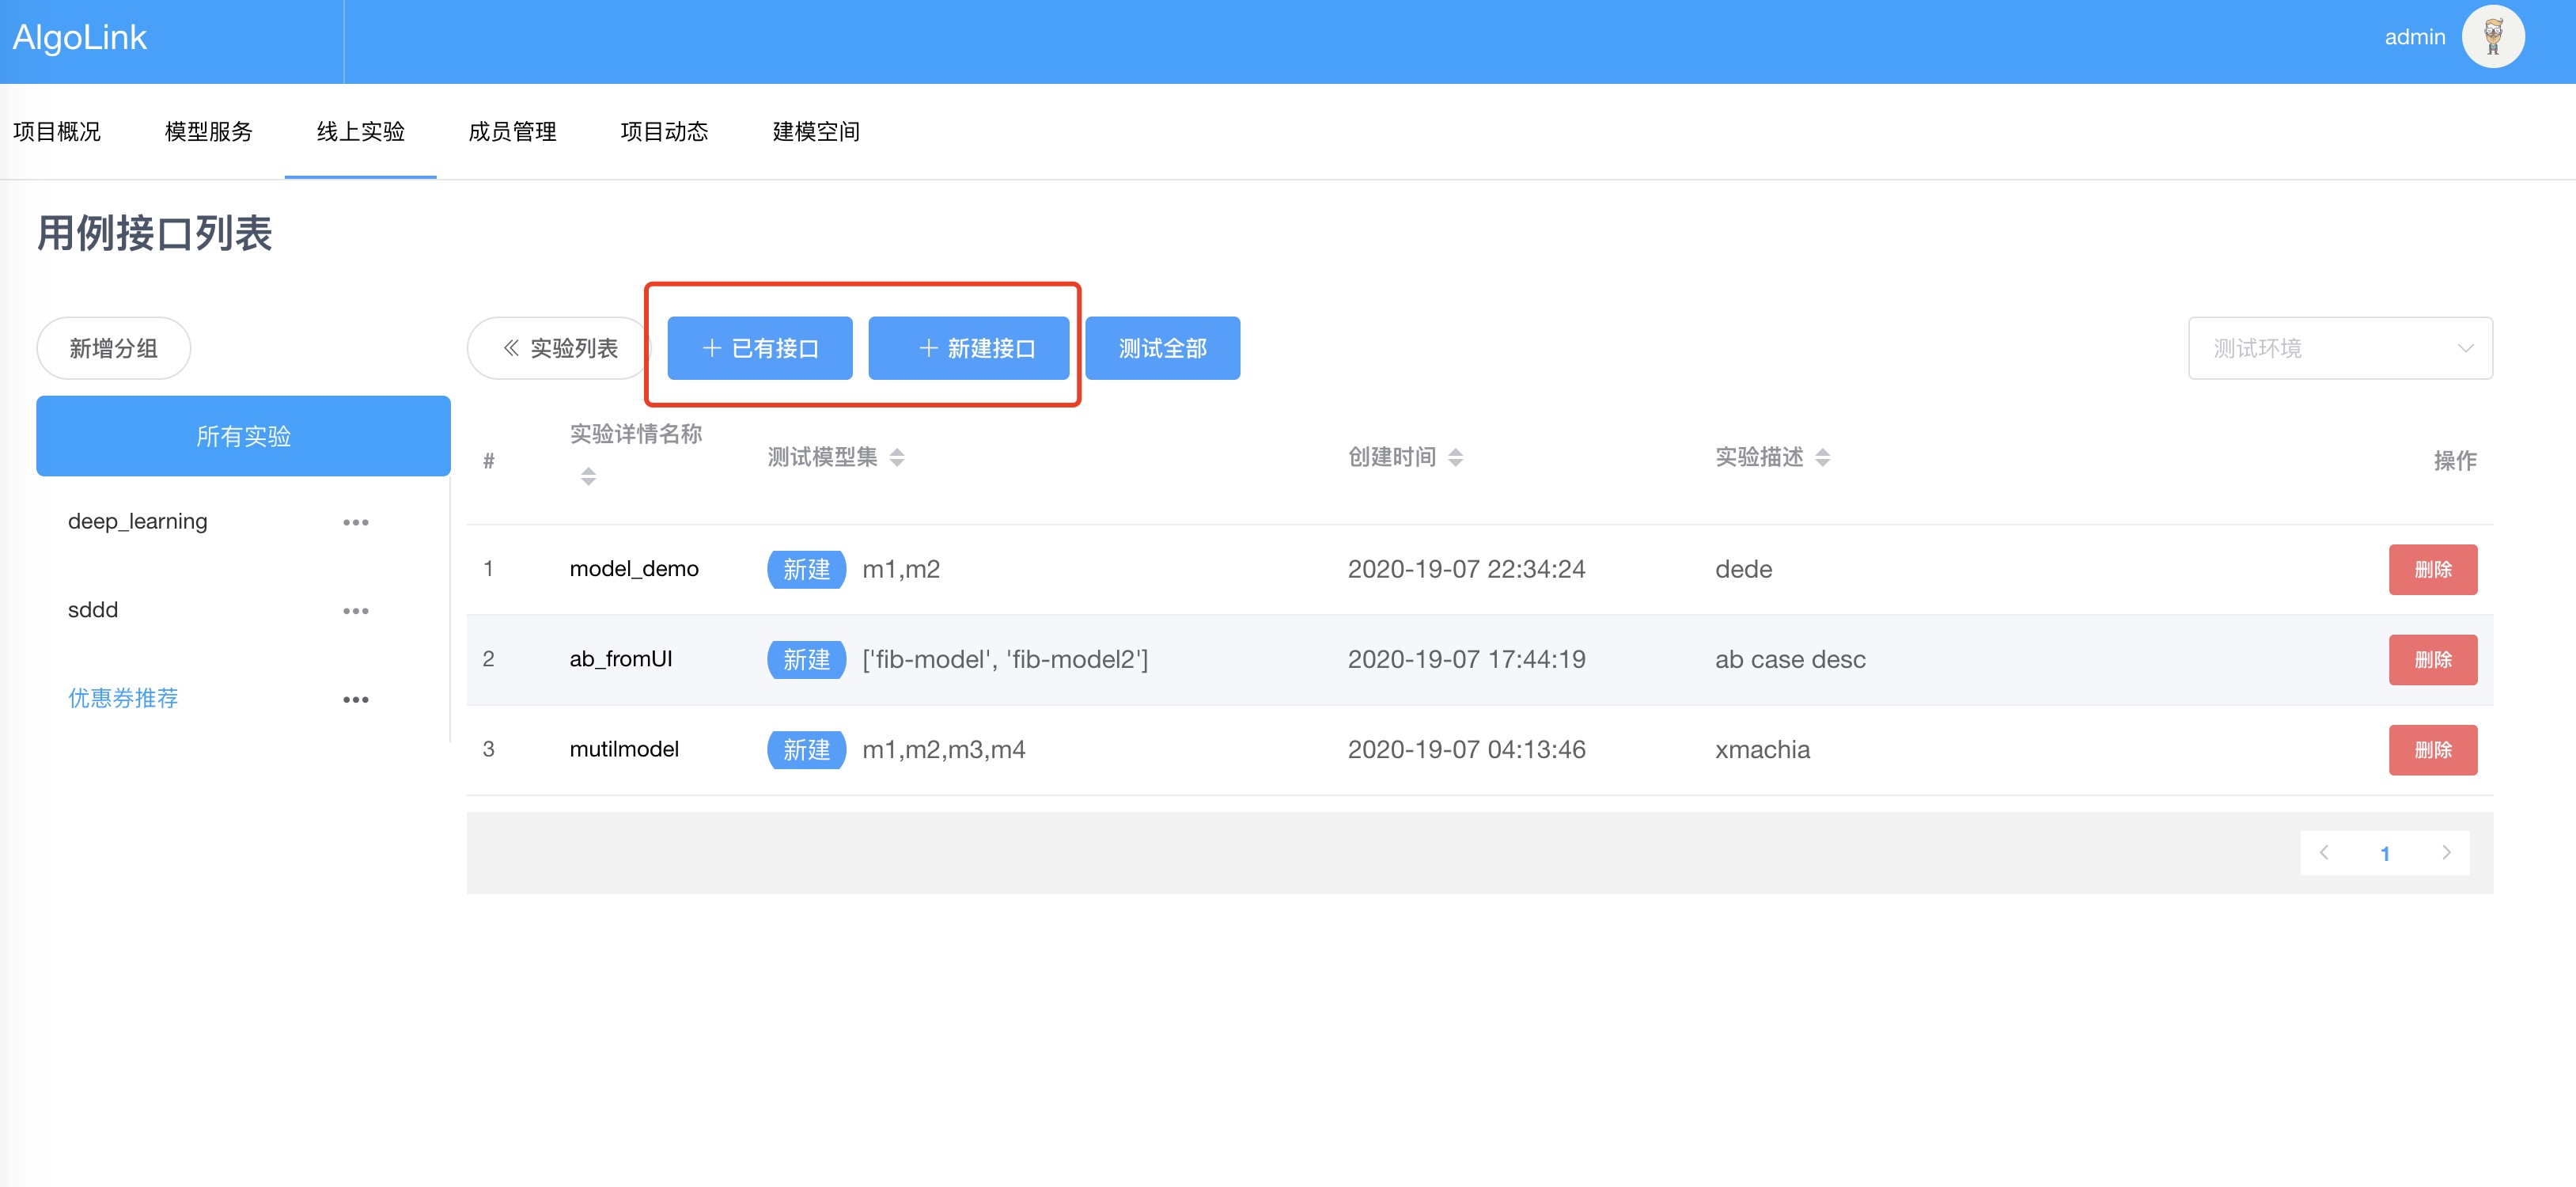 AlgoLink
admin
项目概况 模型服务 线上实验 成员管理 项目动态 建模空间
用例接口列表
新增分组
实验列表 已有接口 新建接口 测试全部 测试环境
所有实验
deep_learning
sddd
优惠券推荐
# 实验详情名称 测试模型集 创建时间 实验描述 操作
1 model_demo 新建 m1,m2 2020-19-07 22:34:24 dede 删除
2 ab_fromUI 新建 ['fib-model', 'fib-model2'] 2020-19-07 17:44:19 ab case desc 删除
3 mutilmodel 新建 m1,m2,m3,m4 2020-19-07 04:13:46 xmachia 删除
1